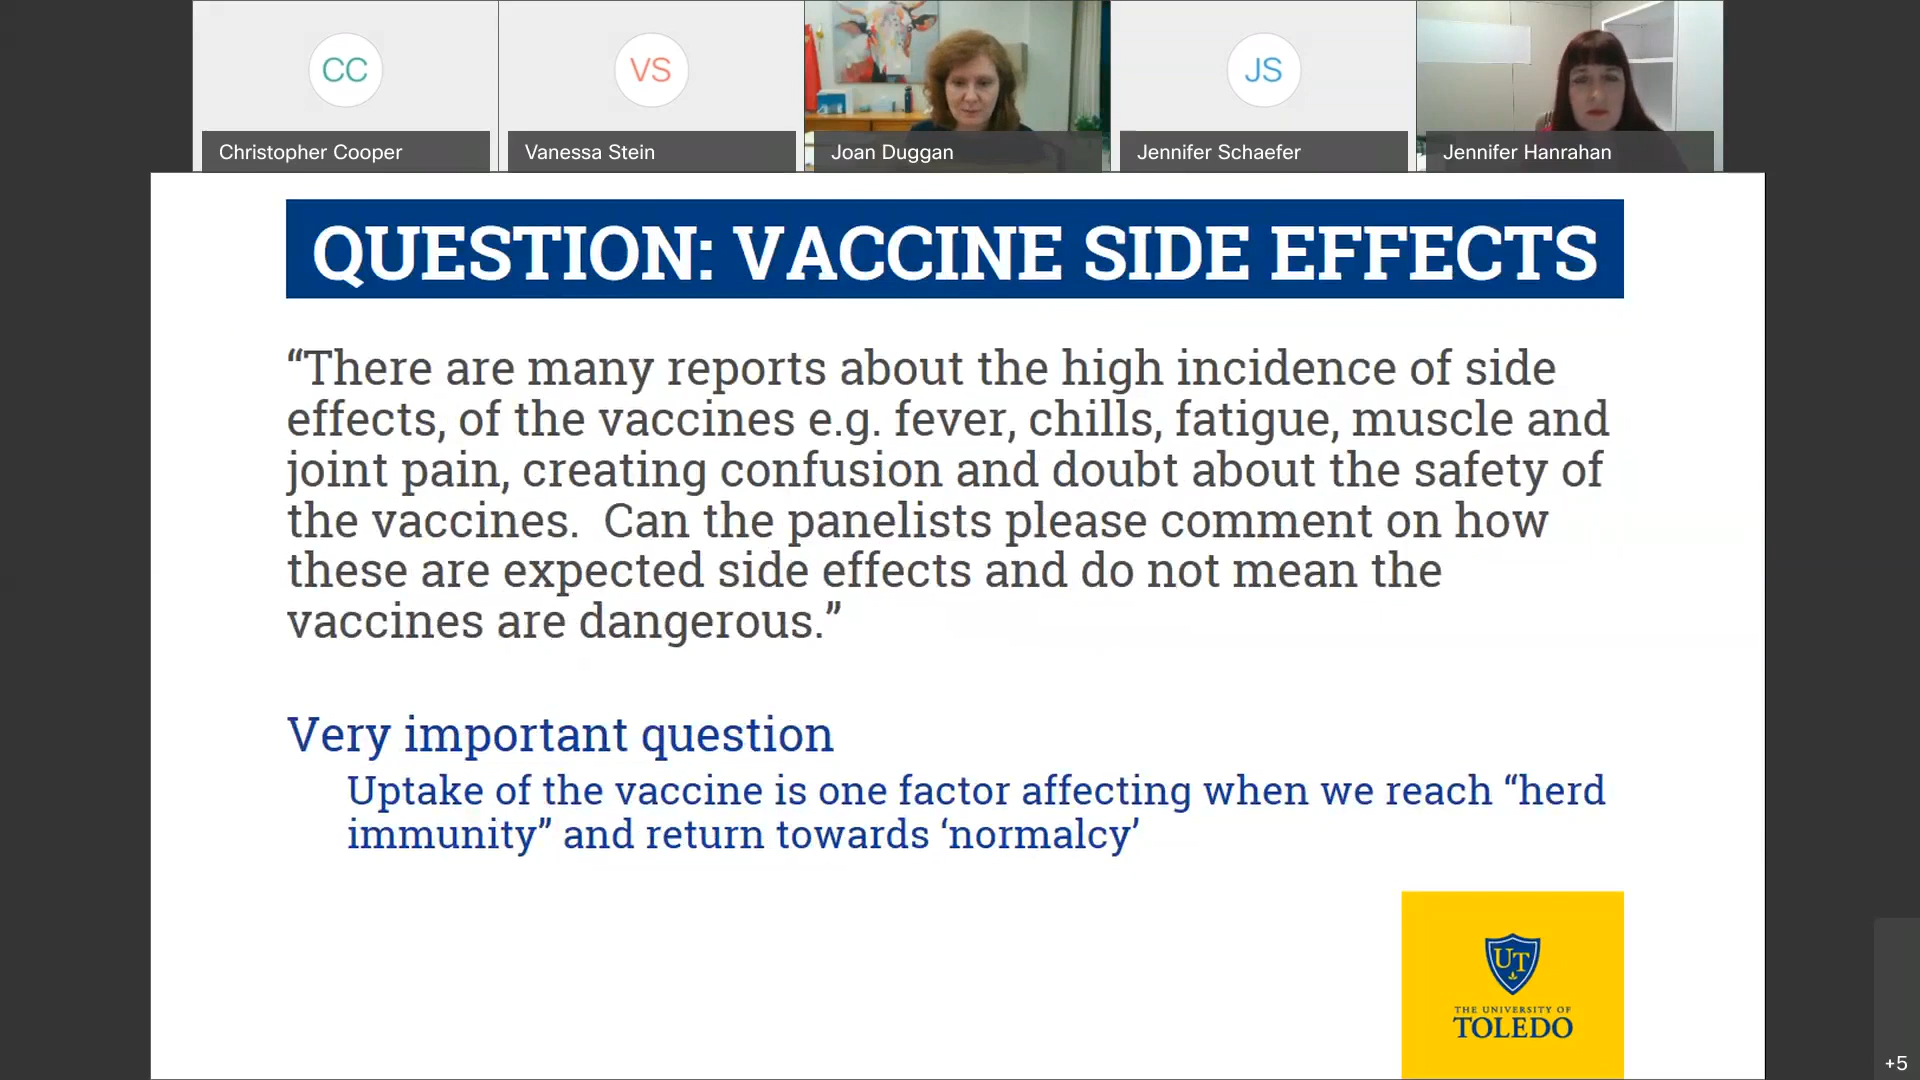 CC
VS
JS
Christopher Cooper
Vanessa Stein
Joan Duggan
Jennifer Schaefer
Jennifer Hanrahan
QUESTION: VACCINE SIDE EFFECTS
“There are many reports about the high incidence of side
effects, of the vaccines e.g. fever, chills, fatigue, muscle and
joint pain, creating confusion and doubt about the safety of
the vaccines.  Can the panelists please comment on how
these are expected side effects and do not mean the
vaccines are dangerous.”
Very important question
Uptake of the vaccine is one factor affecting when we reach “herd
immunity” and return towards ‘normalcy’
UT
THE UNIVERSITY OF
TOLEDO
+5